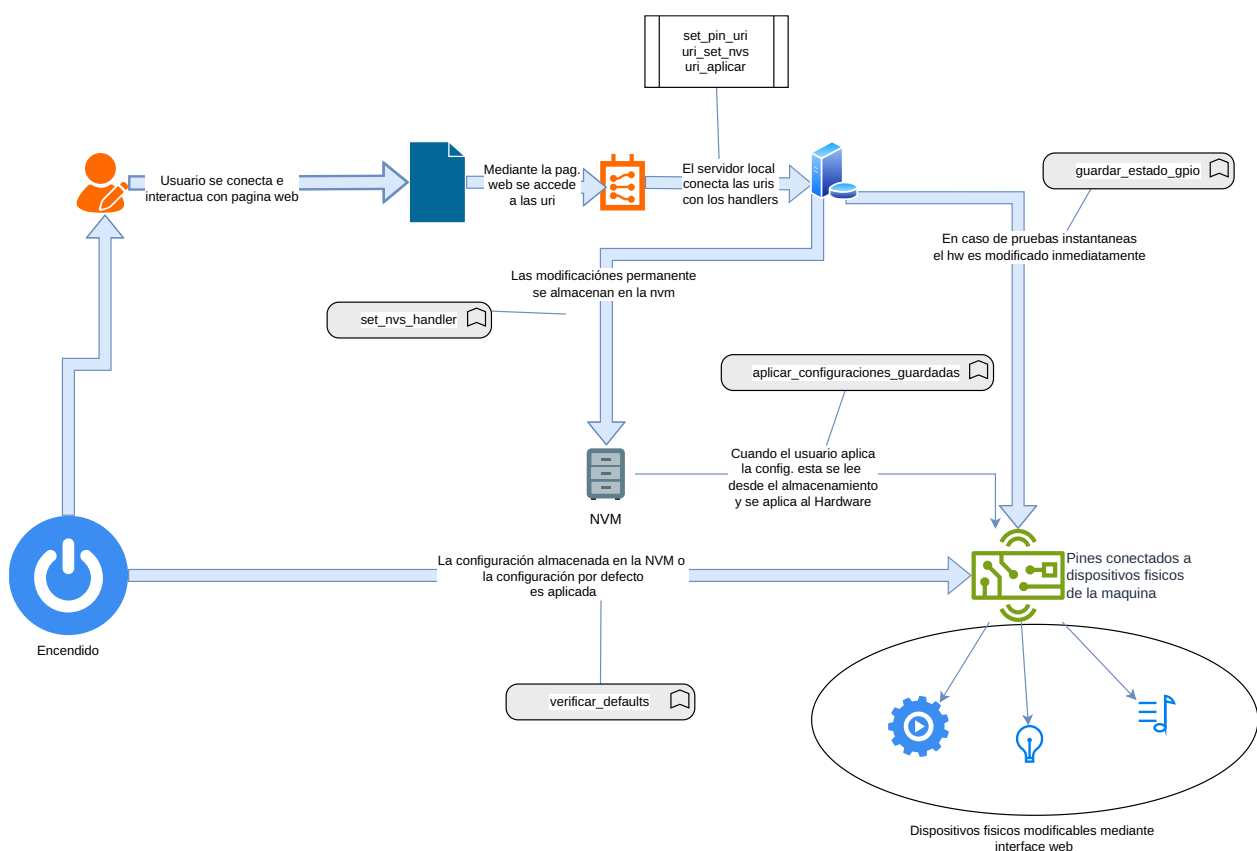 set_pin_uri
uri_set_nvs
uri_aplicar
Usuario se conecta e
interactua con pagina web
Mediante la pag.
web se accede
a las uri
El servidor local
conecta las uris
con los handlers
guardar_estado_gpio
En caso de pruebas instantaneas
el hw es modificado inmediatamente
Las modificaciónes permanente
se almacenan en la nvm
set_nvs_handler
aplicar_configuraciones_guardadas
Cuando el usuario aplica
la config. esta se lee
desde el almacenamiento
y se aplica al Hardware
NVM
La configuración almacenada en la NVM o
la configuración por defecto
es aplicada
Pines conectados a
dispositivos fisicos
de la maquina
Encendido
verificar_defaults
Dispositivos fisicos modificables mediante
interface web